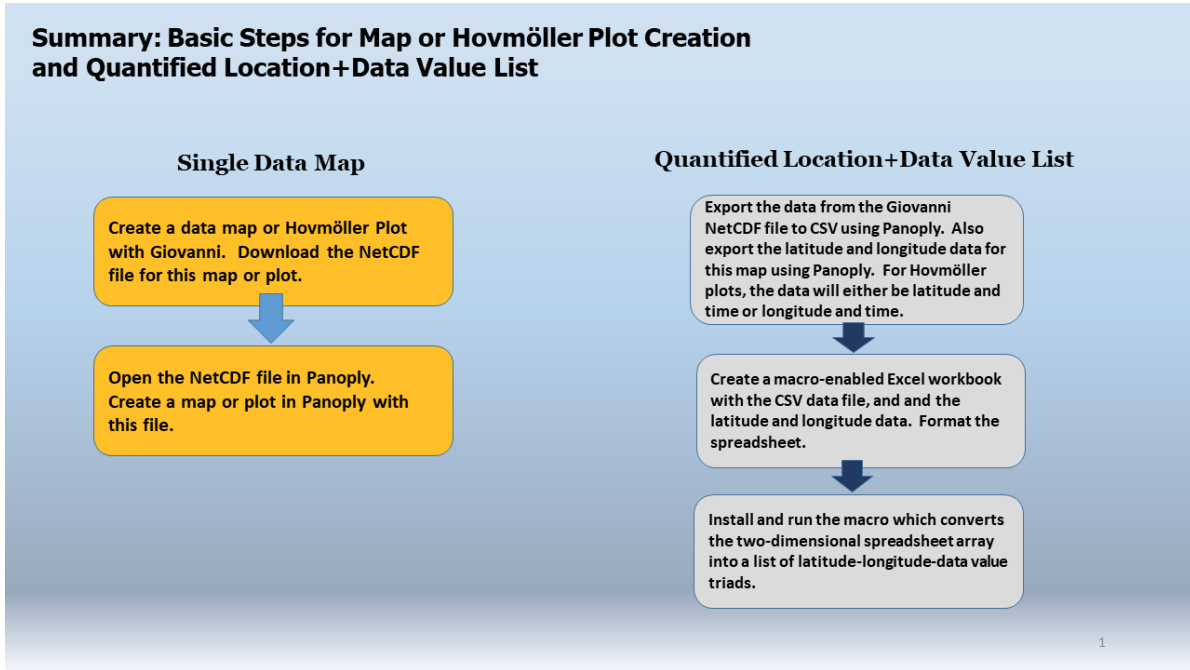 Summary: Basic Steps for Map or Hovmöller Plot Creation
and Quantified Location+Data Value List
Single Data Map
Create a data map or Hovmöller Plot
with Giovanni. Download the NetCDF
file for this map or plot.
Open the NetCDF file in Panoply.
Create a map or plot in Panoply with
this file.
Quantified Location+Data Value List
Export the data from the Giovanni
NetCDF file to CSV using Panoply. Also
export the latitude and longitude data for
this map using Panoply. For Hovmöller
plots, the data will either be latitude and
time or longitude and time.
Create a macro-enabled Excel workbook
with the CSV data file, and and the
latitude and longitude data. Format the
spreadsheet.
Install and run the macro which converts
the two-dimensional spreadsheet array
into a list of latitude-longitude-data value
triads.
1